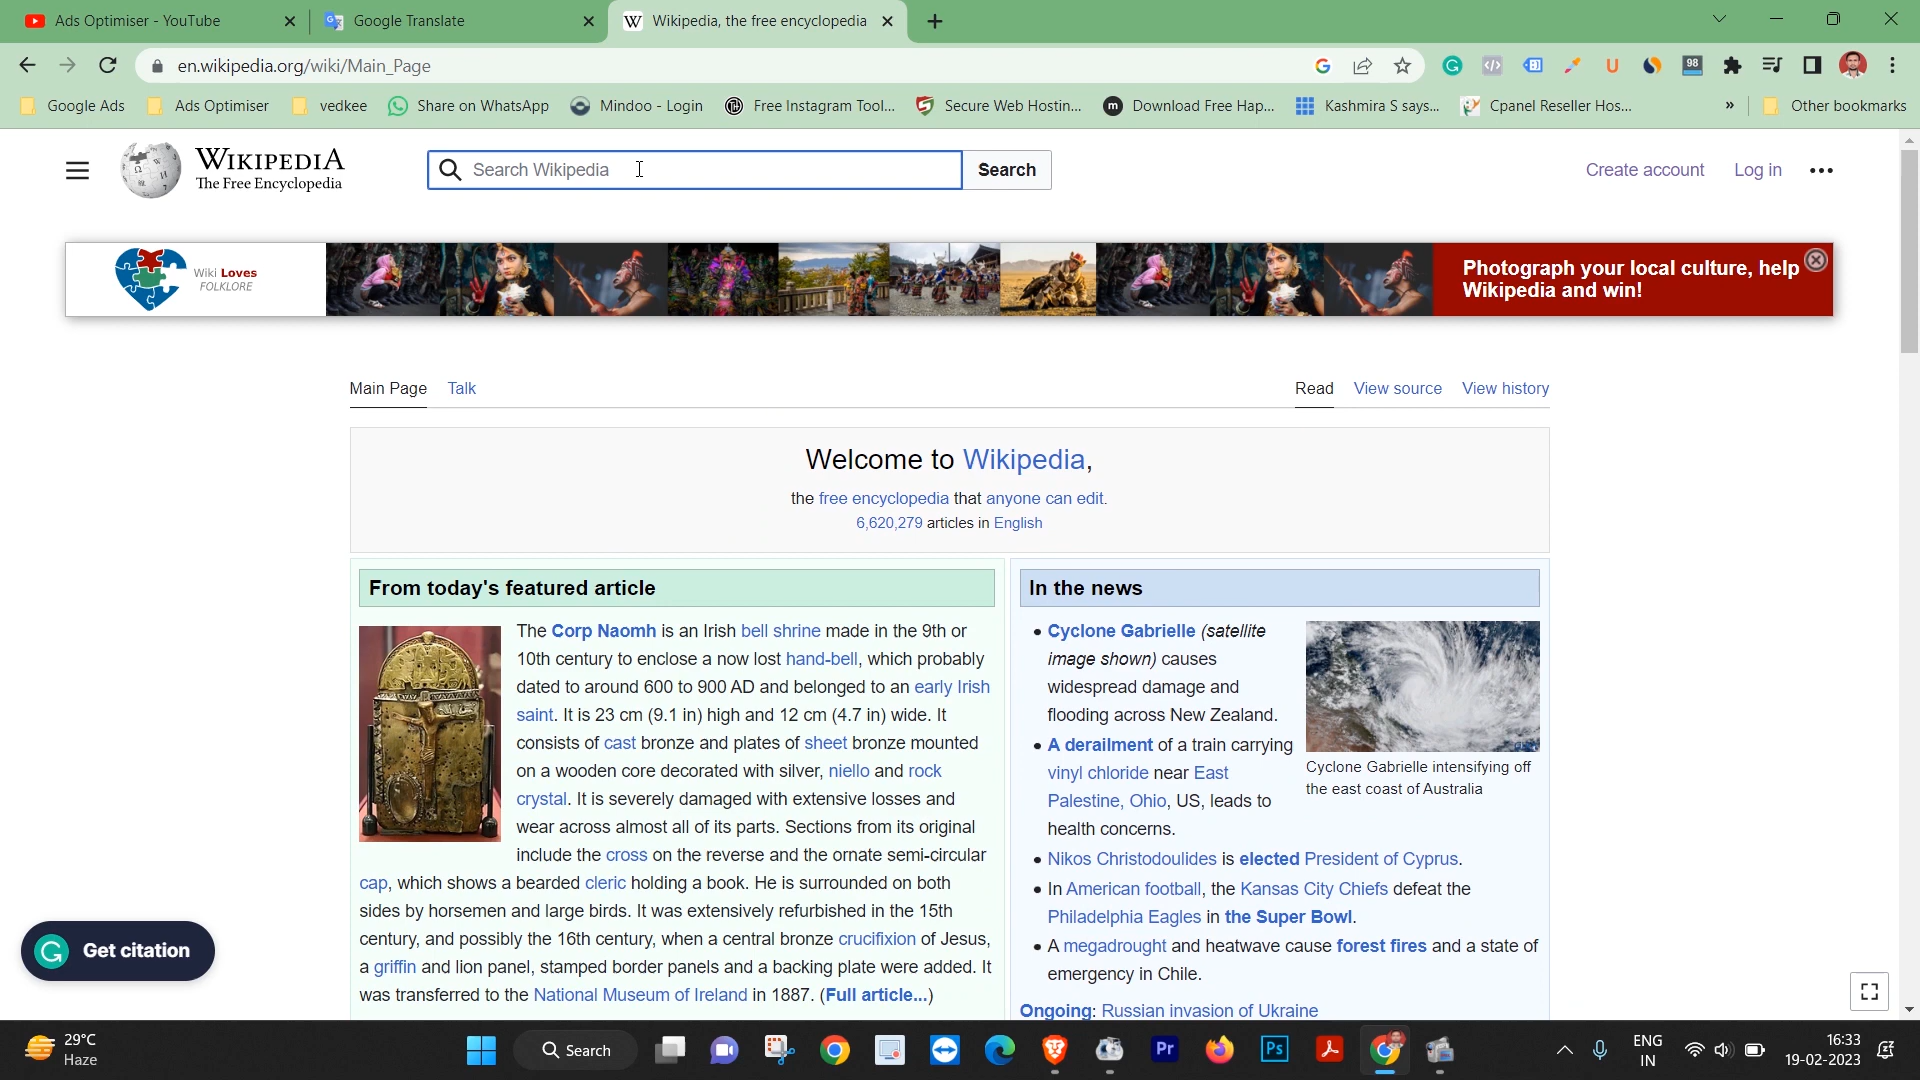 Ads Optimiser - YouTube
Google Translate
Wikipedia, the free encyclopedia
en.wikipedia.org/wiki/Main_Page
98
Google Ads
Ads Optimiser
vedkee
Share on WhatsApp
Mindoo - Login
Free Instagram Tool...
Secure Web Hostin...
Download Free Hap...
Kashmira S says...
Cpanel Reseller Hos...
»
Other bookmarks
WIKIPEDIA
The Free Encyclopedia
Search Wikipedia
Search
Create account
Log in
Wiki Loves
FOLKLORE
Photograph your local culture, help
Wikipedia and win!
Main Page
Talk
Read
View source
View history
Welcome to Wikipedia,
the free encyclopedia that anyone can edit.
6,620,279 articles in English
From today's featured article
The Corp Naomh is an Irish bell shrine made in the 9th or
10th century to enclose a now lost hand-bell, which probably
dated to around 600 to 900 AD and belonged to an early Irish
saint. It is 23 cm (9.1 in) high and 12 cm (4.7 in) wide. It
consists of cast bronze and plates of sheet bronze mounted
on a wooden core decorated with silver, niello and rock
crystal. It is severely damaged with extensive losses and
wear across almost all of its parts. Sections from its original
include the cross on the reverse and the ornate semi-circular
cap, which shows a bearded cleric holding a book. He is surrounded on both
sides by horsemen and large birds. It was extensively refurbished in the 15th
century, and possibly the 16th century, when a central bronze crucifixion of Jesus,
a griffin and lion panel, stamped border panels and a backing plate were added. It
was transferred to the National Museum of Ireland in 1887. (Full article...)
In the news
Cyclone Gabrielle (satellite
image shown) causes
widespread damage and
flooding across New Zealand.
A derailment of a train carrying
vinyl chloride near East
Palestine, Ohio, US, leads to
health concerns.
Cyclone Gabrielle intensifying off
the east coast of Australia
Nikos Christodoulides is elected President of Cyprus.
In American football, the Kansas City Chiefs defeat the
Philadelphia Eagles in the Super Bowl.
A megadrought and heatwave cause forest fires and a state of
emergency in Chile.
Ongoing: Russian invasion of Ukraine
Get citation
29°C
Haze
Search
Pr
Ps
ENG
IN
16:33
19-02-2023